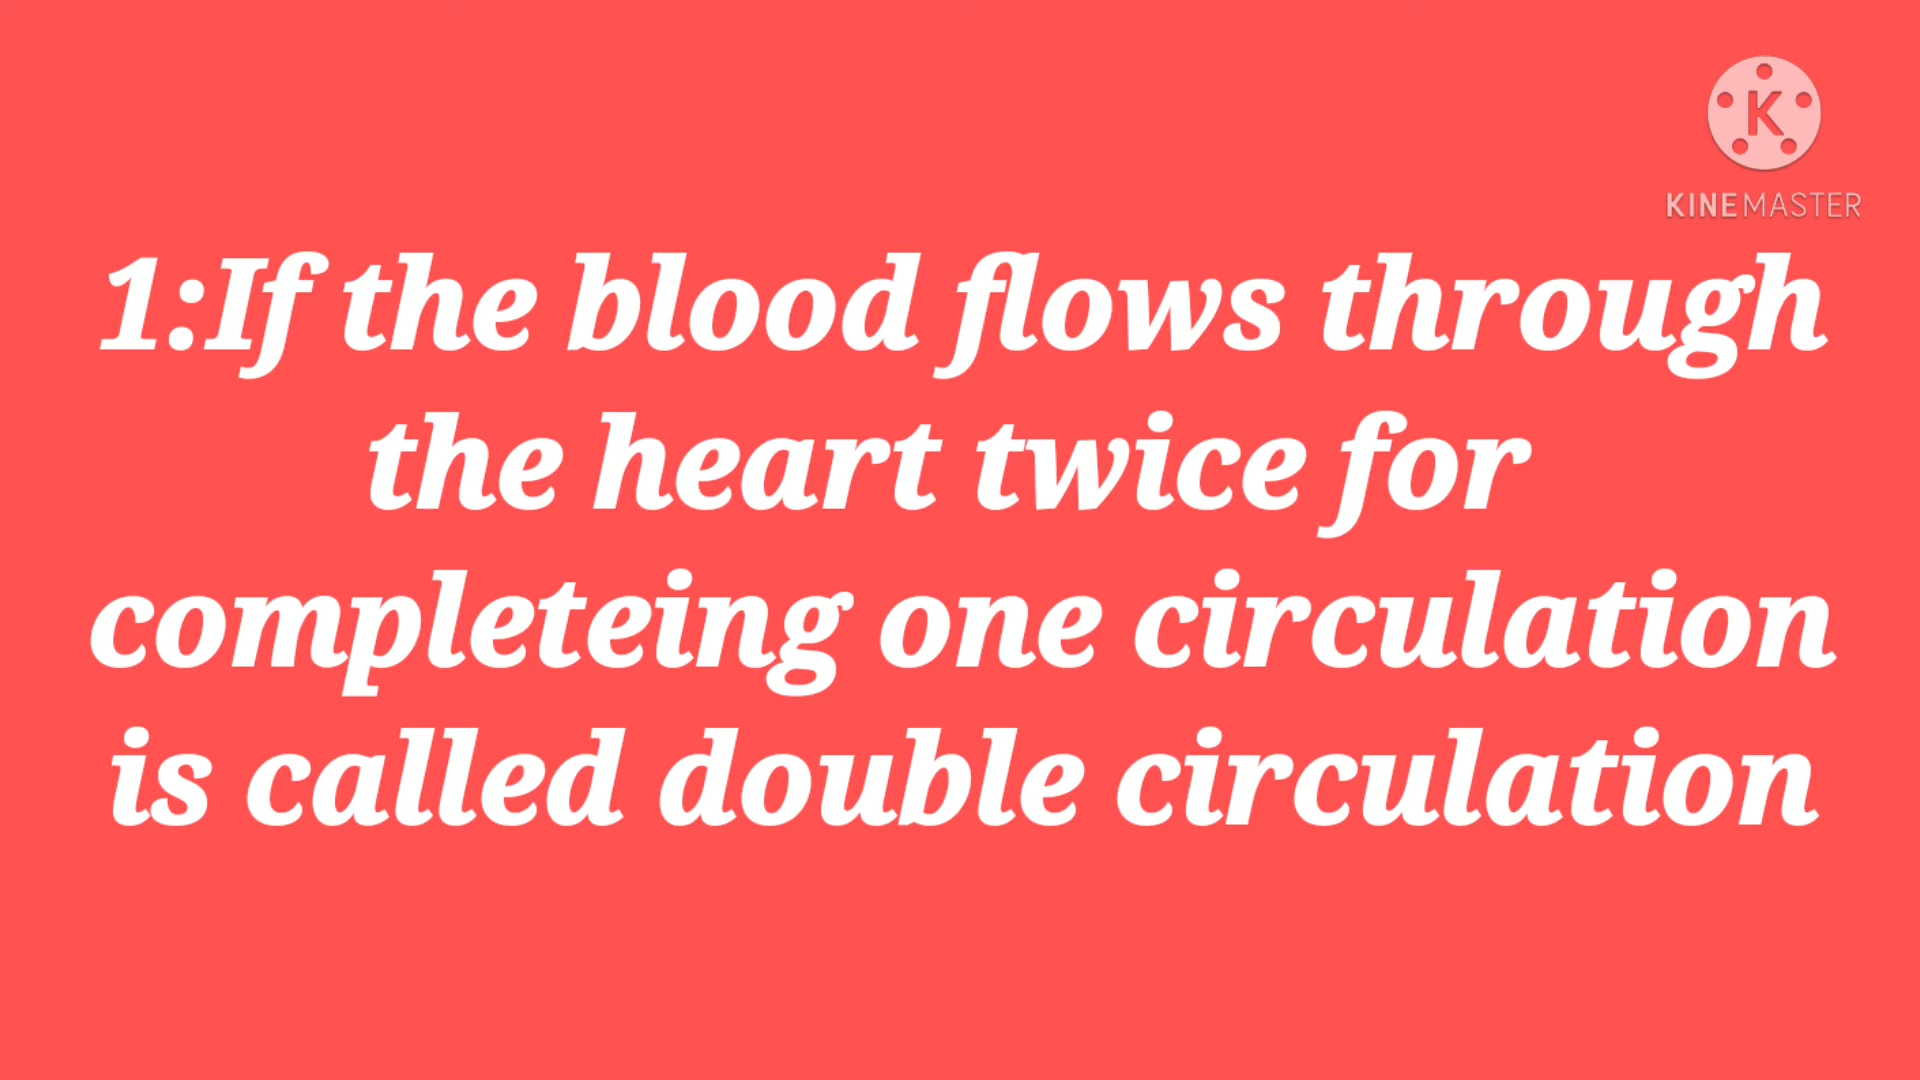 K
KINEMASTER
1:If the blood flows through
the heart twice for
completeing one circulation
is called double circulation